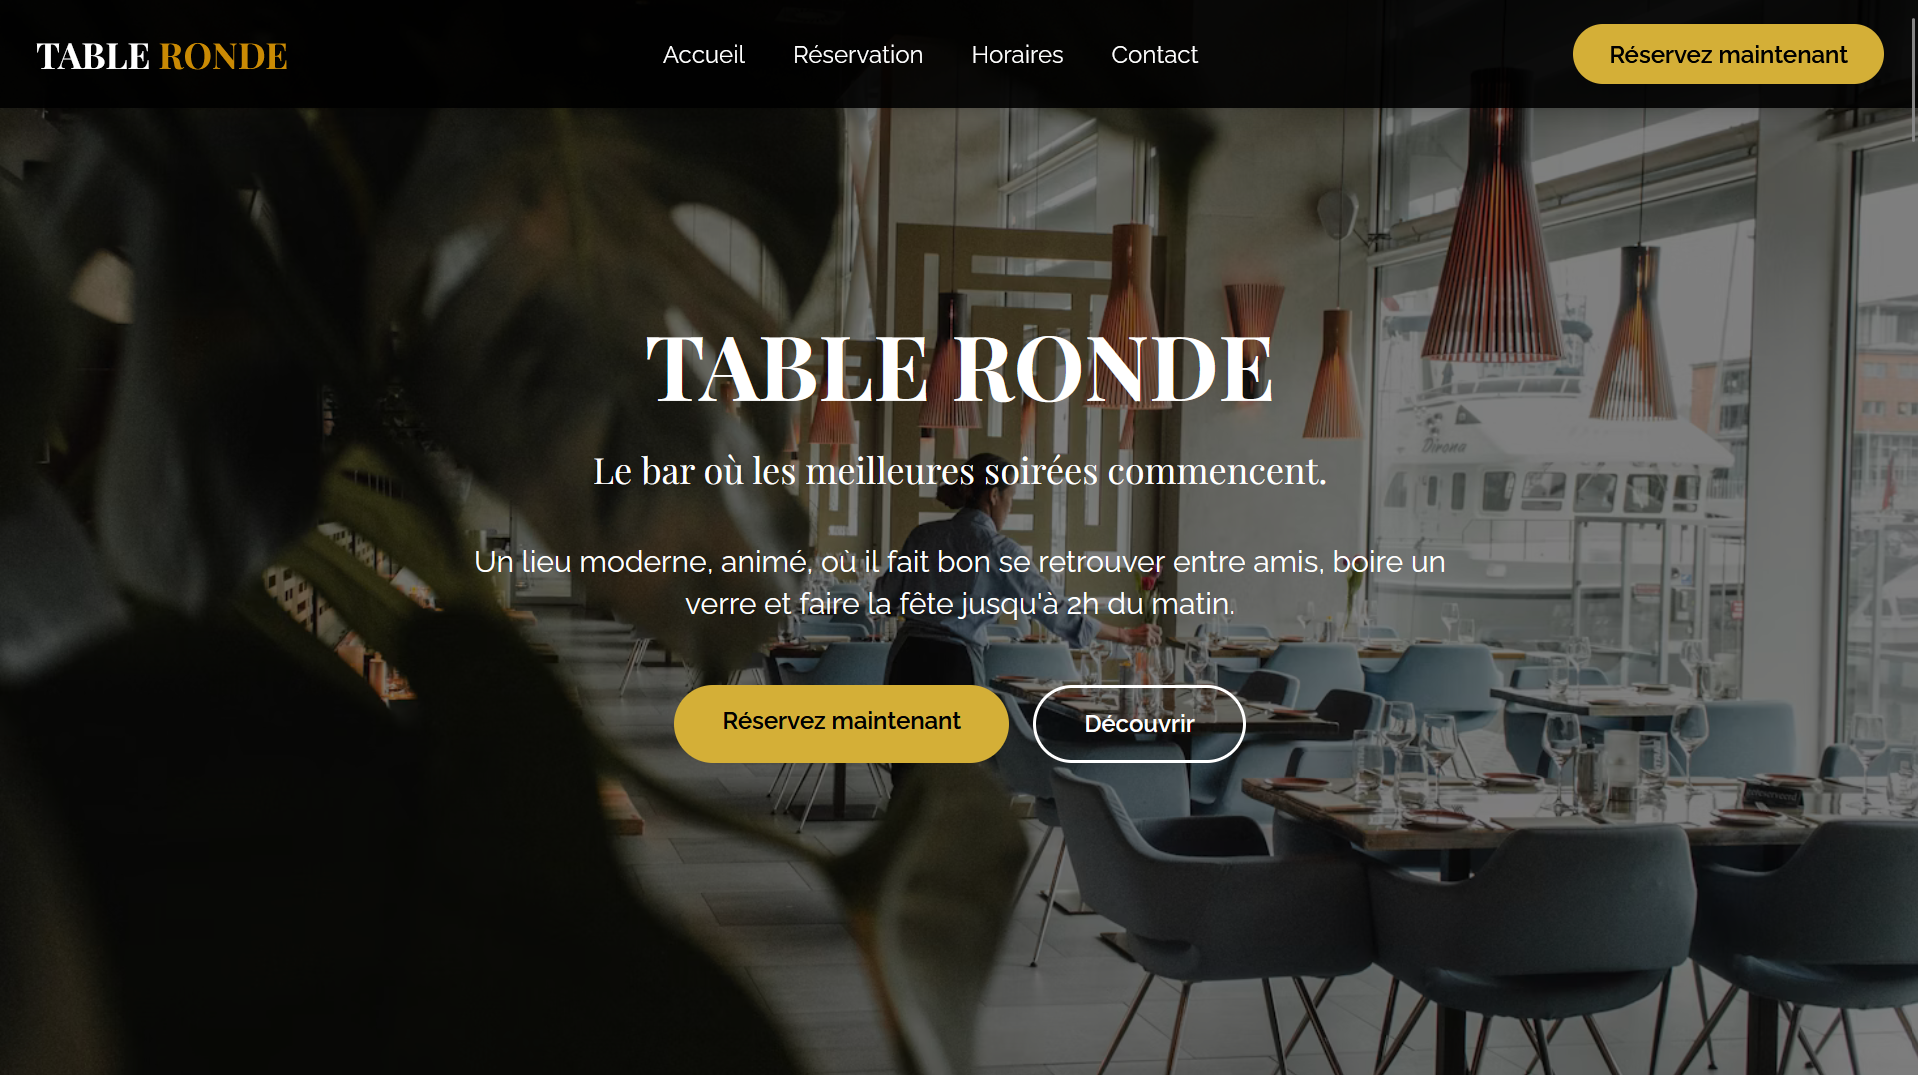 TABLE RONDE
Accueil
Réservation
Horaires
Contact
Réservez maintenant
TABLE RONDE
Le bar où les meilleures soirées commencent.
Un lieu moderne, animé, où il fait bon se retrouver entre amis, boire un
verre et faire la fête jusqu'à 2h du matin.
Réservez maintenant
Découvrir
Dirona
gereserveerd